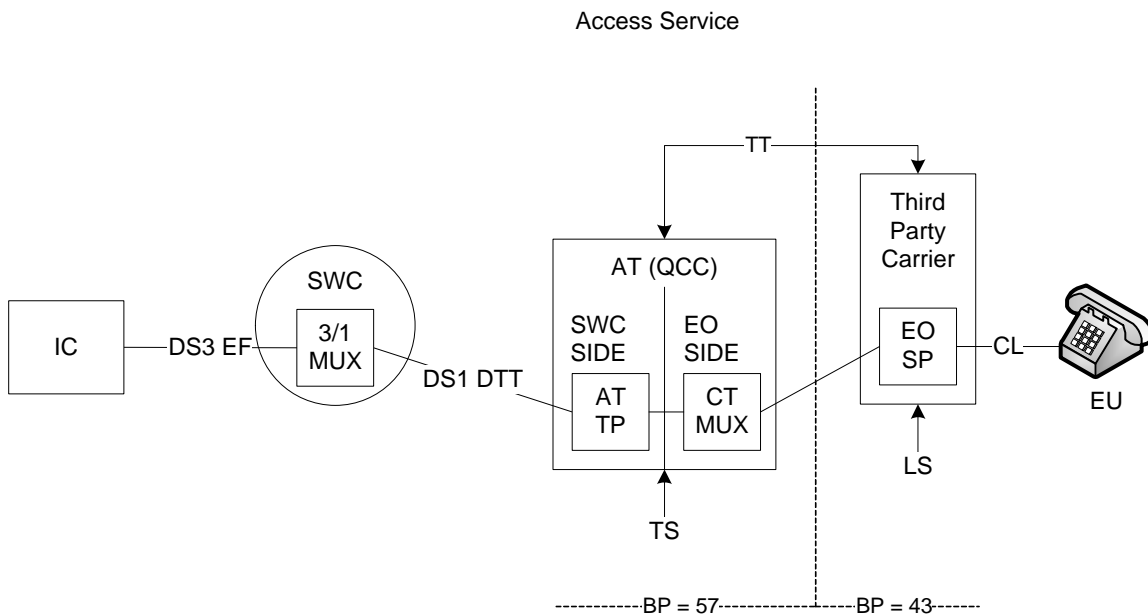 Access Service
TT
Third
Party
Carrier
AT (QCC)
SWC
SWC
SIDE
EO
SIDE
IC
DS3 EF
3/1
MUX
EO
SP
CL
DS1 DTT
AT
TP
CT
MUX
EU
LS
TS
BP = 57
BP = 43